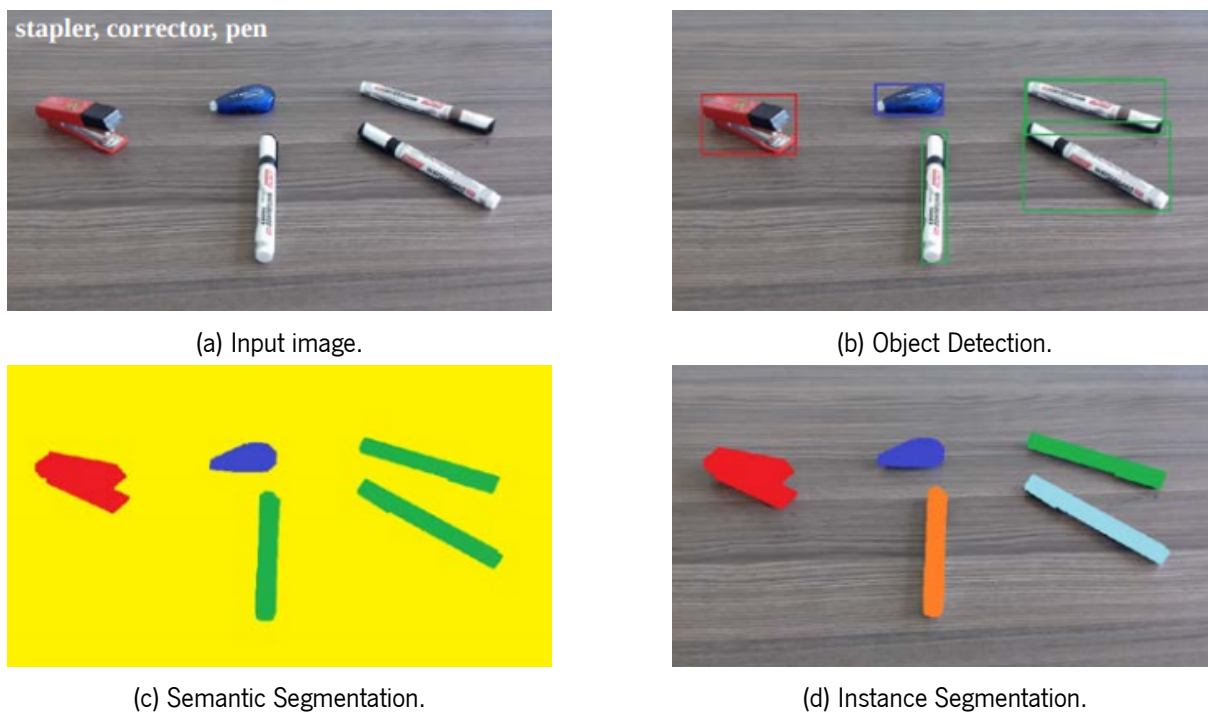 stapler, corrector, pen
(a) Input image.
(b) Object Detection.
(c) Semantic Segmentation.
(d) Instance Segmentation.